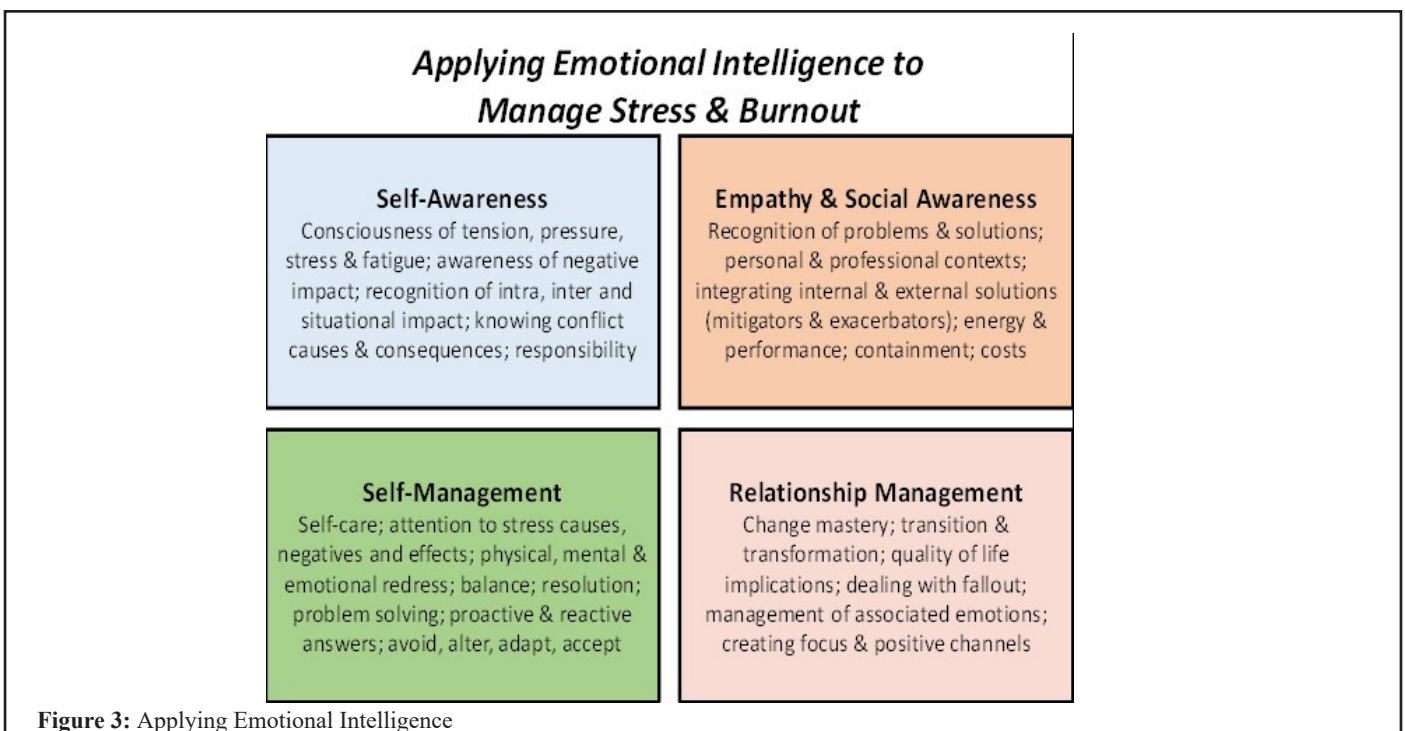 Applying Emotional Intelligence to
Manage Stress & Burnout
Self-Awareness
Consciousness of tension, pressure,
stress & fatigue; awareness of negative
impact; recognition of intra, inter and
situational impact; knowing conflict
causes & consequences; responsibility
Empathy & Social Awareness
Recognition of problems & solutions;
personal & professional contexts;
integrating internal & external solutions
(mitigators & exacerbators); energy &
performance; containment; costs
Self-Management
Self-care; attention to stress causes,
negatives and effects; physical, mental &
emotional redress; balance; resolution;
problem solving; proactive & reactive
answers; avoid, alter, adapt, accept
Relationship Management
Change mastery; transition &
transformation; quality of life
implications; dealing with fallout;
management of associated emotions;
creating focus & positive channels
Figure 3: Applying Emotional Intelligence